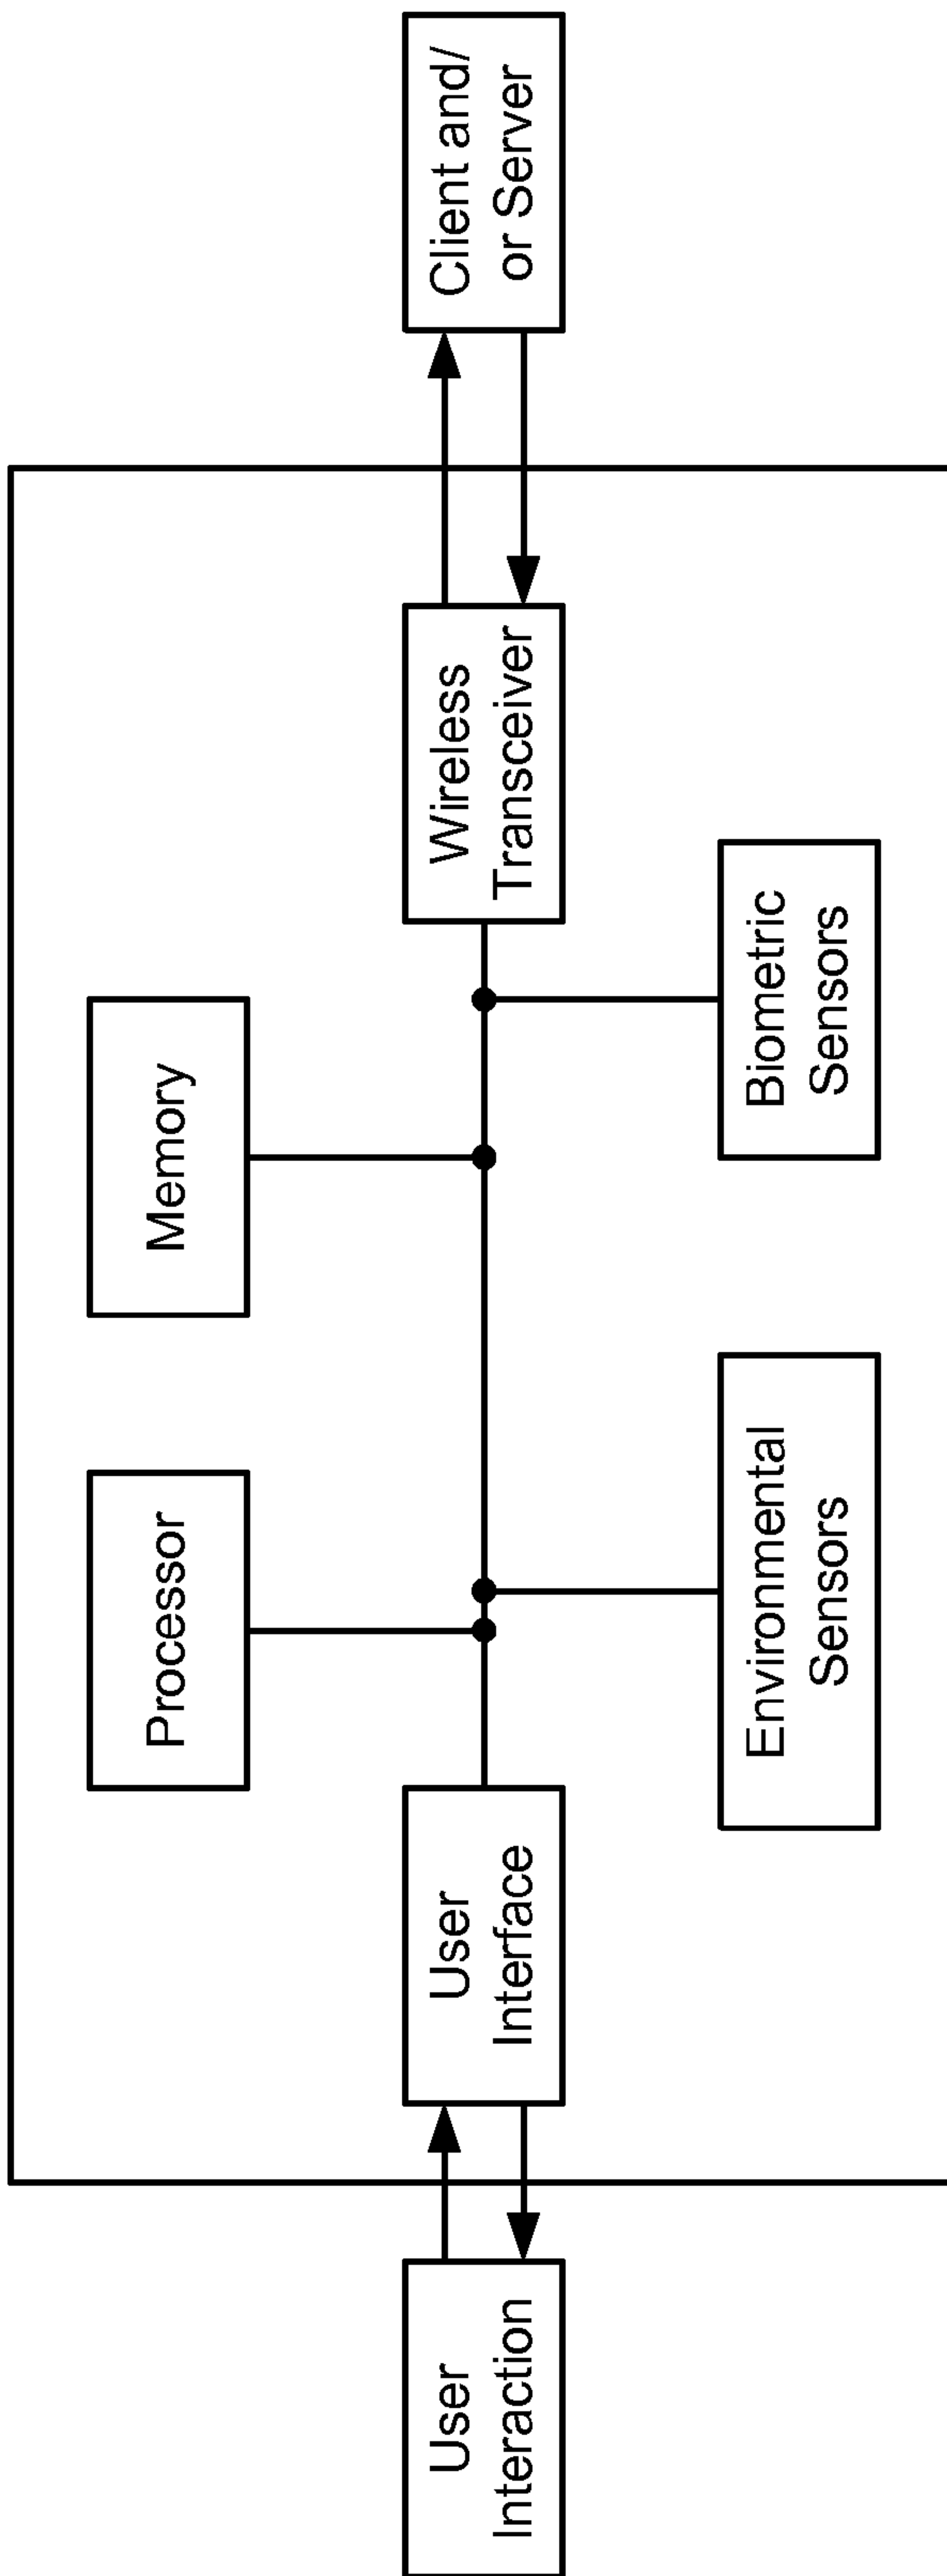 Processor
Memory
User
Interaction
User
Interface
Wireless
Transceiver
Client and/
or Server
Environmental
Sensors
Biometric
Sensors